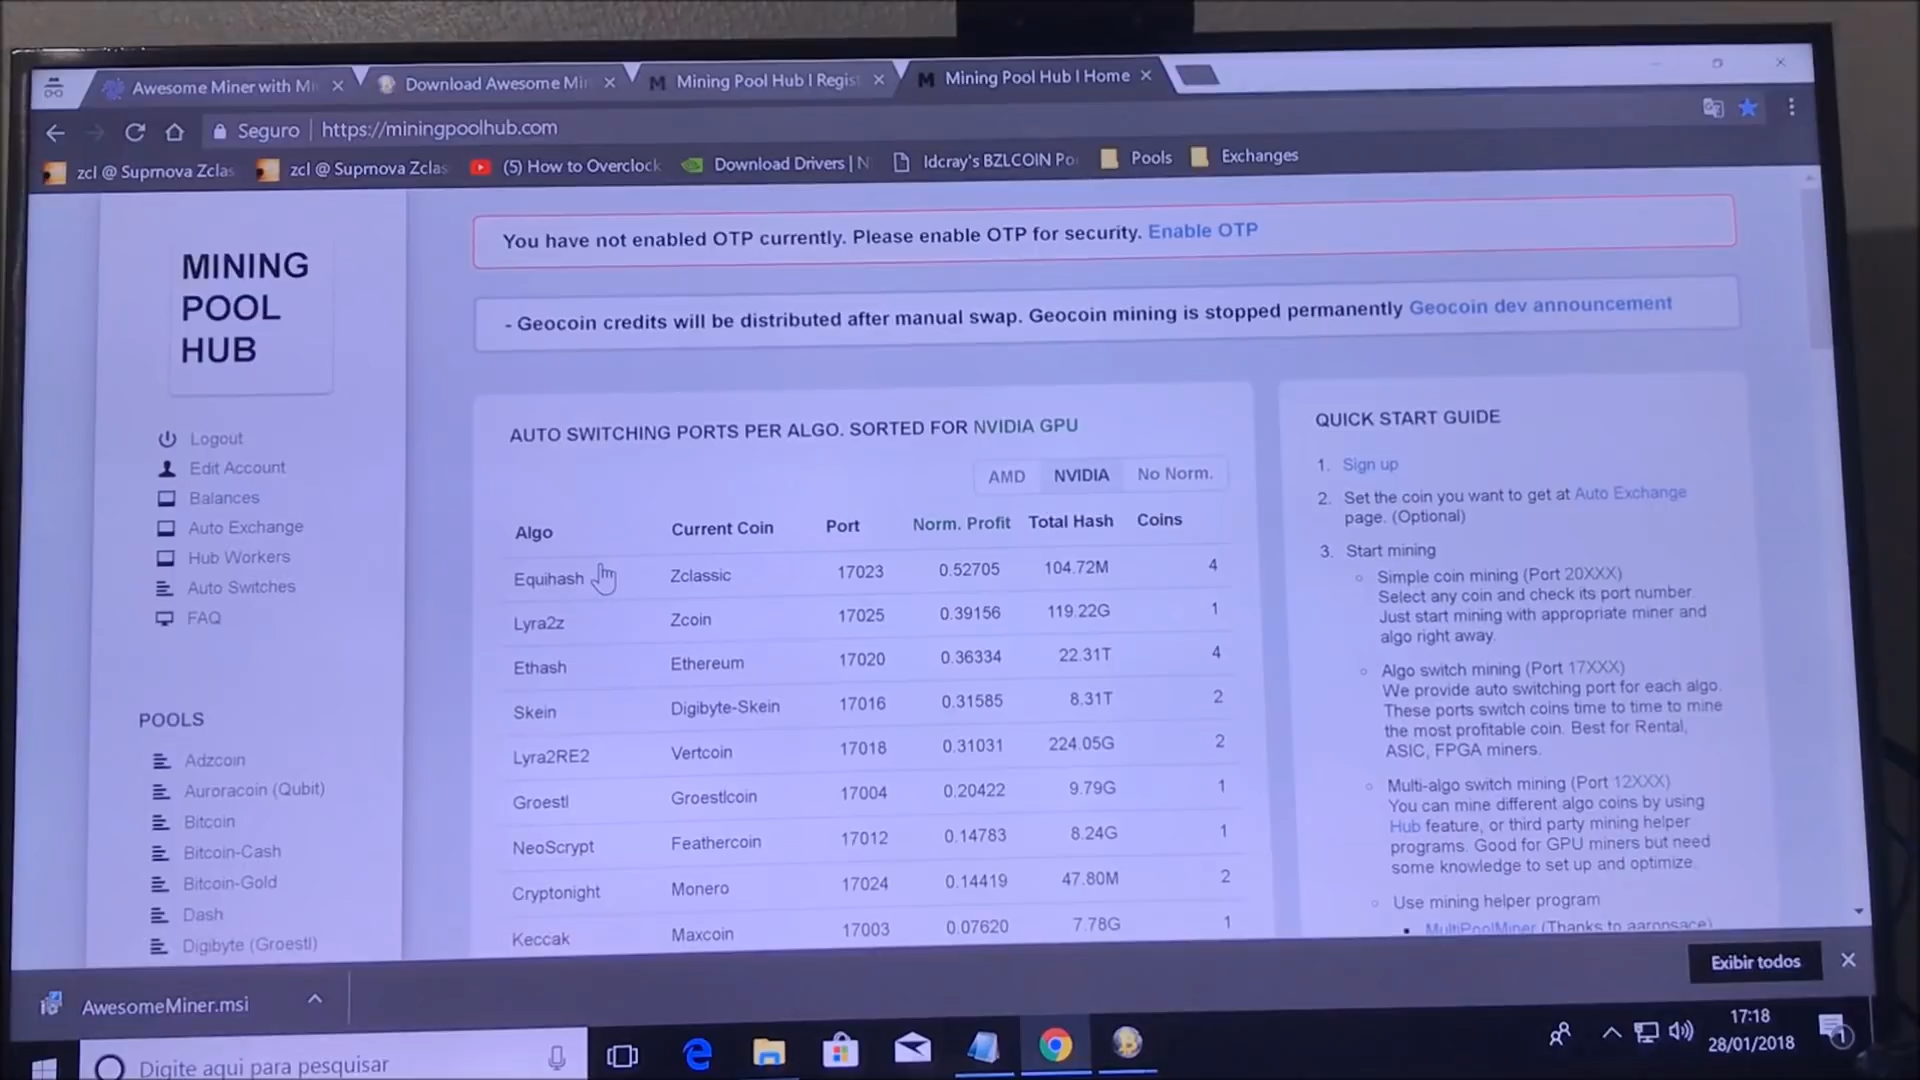 Awesome Miner with Mi
Download Awesome Min
Mining Pool Hub | Regist
Mining Pool Hub | Home
Seguro
https://miningpoolhub.com
zcl @ Suprnova Zclas
zcl @ Suprnova Zclas
(5) How to Overclock
Download Drivers | N
Idcray's BZLCOIN Po
Pools
Exchanges
MINING
POOL
HUB
Logout
Edit Account
Balances
Auto Exchange
Hub Workers
Auto Switches
FAQ
POOLS
Adzcoin
Auroracoin (Qubit)
Bitcoin
Bitcoin-Cash
Bitcoin-Gold
Dash
Digibyte (Groestl)
You have not enabled OTP currently. Please enable OTP for security. Enable OTP
- Geocoin credits will be distributed after manual swap. Geocoin mining is stopped permanently Geocoin dev announcement
AUTO SWITCHING PORTS PER ALGO. SORTED FOR NVIDIA GPU
AMD NVIDIA No Norm.
Algo Current Coin Port Norm. Profit Total Hash Coins
Equihash Zclassic 17023 0.52705 104.72M 4
Lyra2z Zcoin 17025 0.39156 119.22G 1
Ethash Ethereum 17020 0.36334 22.31T 4
Skein Digibyte-Skein 17016 0.31585 8.31T 2
Lyra2RE2 Vertcoin 17018 0.31031 224.05G 2
Groestl Groestlcoin 17004 0.20422 9.79G 1
NeoScrypt Feathercoin 17012 0.14783 8.24G 1
Cryptonight Monero 17024 0.14419 47.80M 2
Keccak Maxcoin 17003 0.07620 7.78G 1
QUICK START GUIDE
1. Sign up
2. Set the coin you want to get at Auto Exchange
page. (Optional)
3. Start mining
Simple coin mining (Port 20XXX)
Select any coin and check its port number.
Just start mining with appropriate miner and
algo right away.
Algo switch mining (Port 17XXX)
We provide auto switching port for each algo.
These ports switch coins time to time to mine
the most profitable coin. Best for Rental,
ASIC, FPGA miners.
Multi-algo switch mining (Port 12XXX)
You can mine different algo coins by using
Hub feature, or third party mining helper
programs. Good for GPU miners but need
some knowledge to set up and optimize.
Use mining helper program
MultiPoolMiner (Thanks to aaronsace)
AwesomeMiner.msi
Exibir todos
Digite aqui para pesquisar
17:18
28/01/2018
1